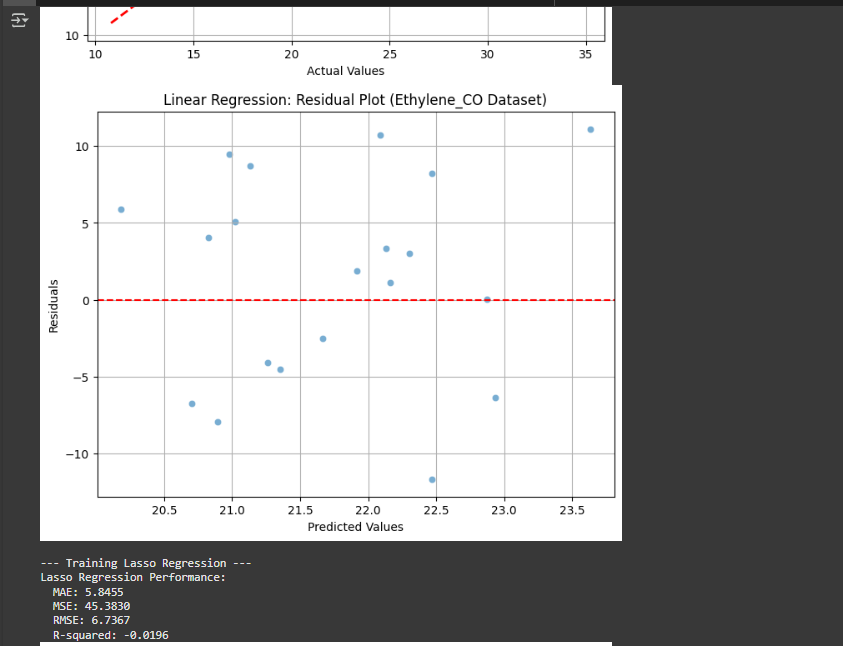 10
10 15 20 25 30 35
Actual Values
Linear Regression: Residual Plot (Ethylene_CO Dataset)
10
5
0
−5
−10
Residuals
20.5 21.0 21.5 22.0 22.5 23.0 23.5
Predicted Values
--- Training Lasso Regression ---
Lasso Regression Performance:
MAE: 5.8455
MSE: 45.3830
RMSE: 6.7367
R-squared: -0.0196